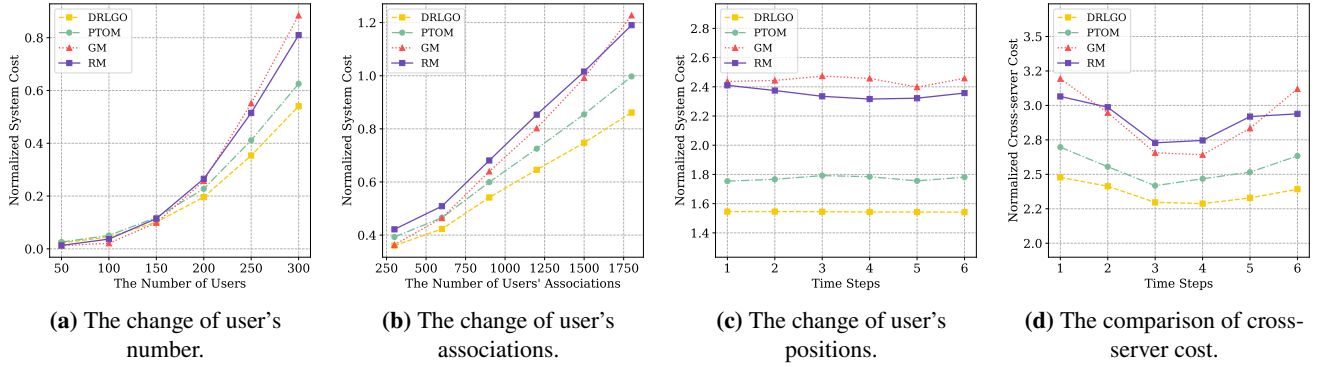 DRLGO
PTOM
GM
RM
0.8
0.6
0.4
0.2
0.0
50 100 150 200 250 300
Normalized System Cost
The Number of Users
(a) The change of user's
number.
DRLGO
PTOM
GM
RM
1.2
1.0
0.8
0.6
0.4
250 500 750 1000 1250 1500 1750
Normalized System Cost
The Number of Users' Associations
(b) The change of user's
associations.
DRLGO
PTOM
GM
RM
2.8
2.6
2.4
2.2
2.0
1.8
1.6
1.4
1 2 3 4 5 6
Normalized System Cost
Time Steps
(c) The change of user's
positions.
DRLGO
PTOM
GM
RM
3.5
3.2
3.0
2.8
2.5
2.2
2.0
1 2 3 4 5 6
Normalized Cross-server Cost
Time Steps
(d) The comparison of cross-
server cost.